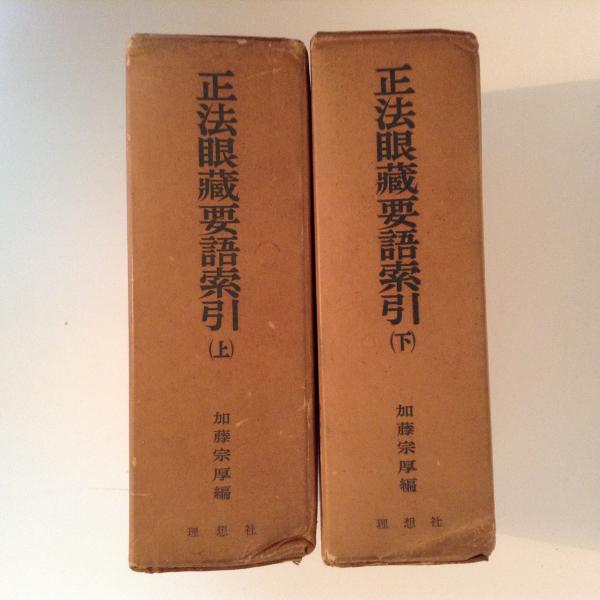 正法眼藏要語索引(上)
加藤宗厚編
理想社
正法眼藏要語索引(下)
加藤宗厚編
理想社